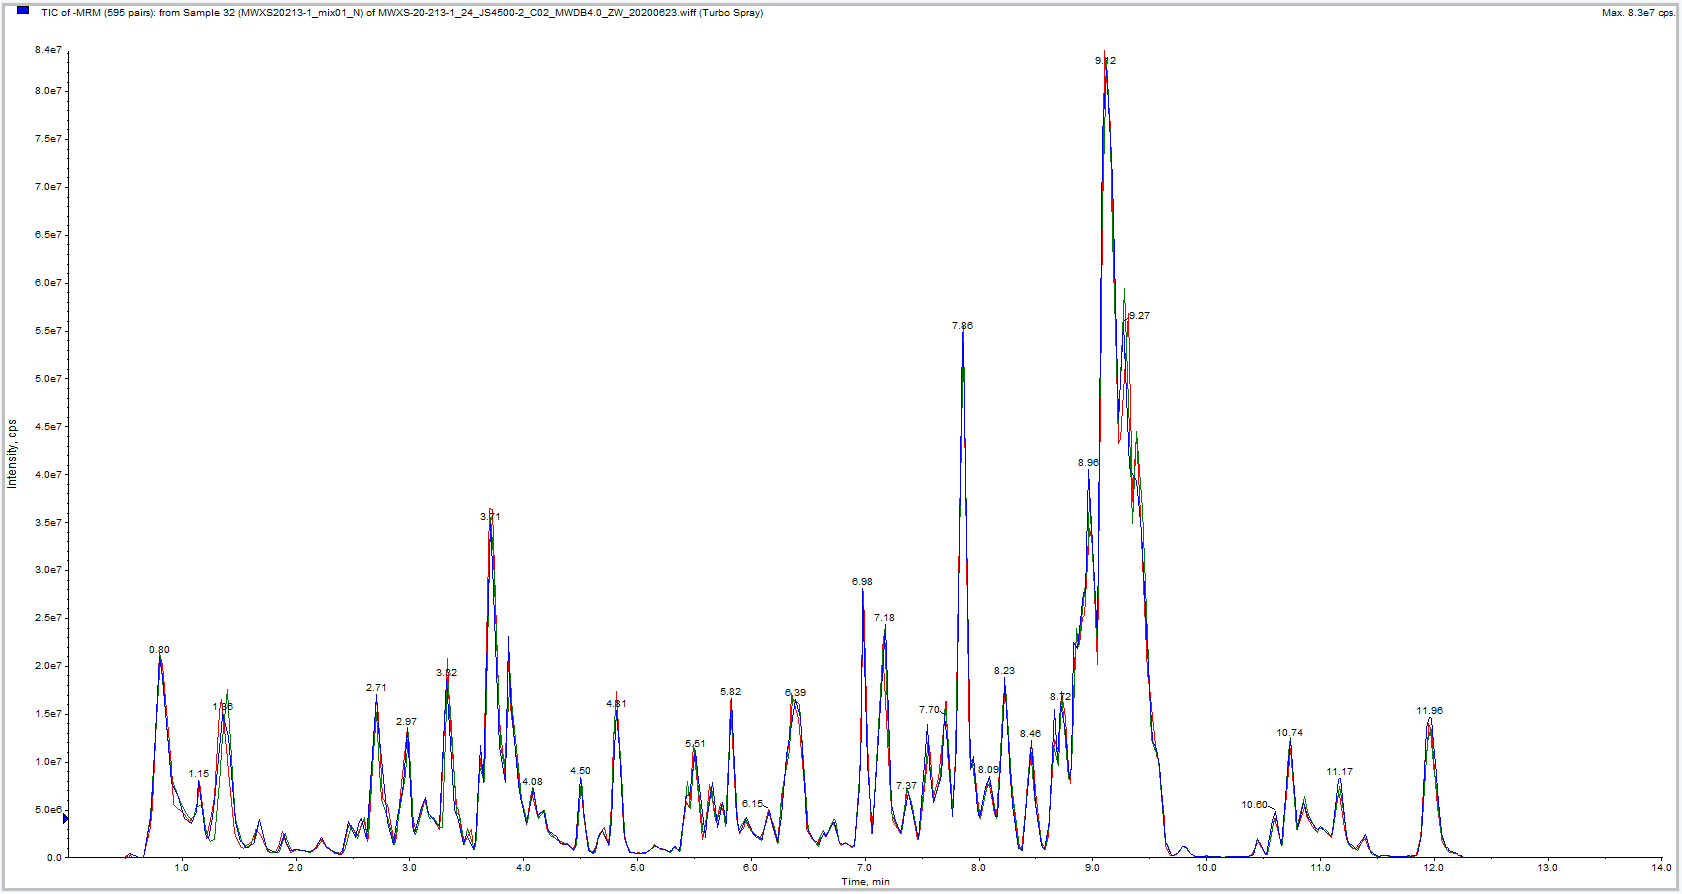 TIC of -MRM (595 pairs): from Sample 32 (MWXS20213-1_mix01_N) of MWXS-20-213-1_24_JS4500-2_C02_MWDB4.0_ZW_20200623.wiff (Turbo Spray)
Max. 8.3e7 cps.
8.4e7
8.0e7
7.5e7
7.0e7
6.5e7
6.0e7
5.5e7
5.0e7
4.5e7
4.0e7
3.5e7
3.0e7
2.5e7
2.0e7
1.5e7
1.0e7
5.0e6
0.0
Intensity, cps
0.80
1.15
1.36
2.71
2.97
3.32
3.71
4.08
4.50
4.81
5.51
5.82
6.15
6.39
6.98
7.18
7.37
7.70
7.86
8.09
8.23
8.46
8.72
8.96
9.12
9.27
10.60
10.74
11.17
11.96
1.0 2.0 3.0 4.0 5.0 6.0 7.0 8.0 9.0 10.0 11.0 12.0 13.0 14.0
Time, min